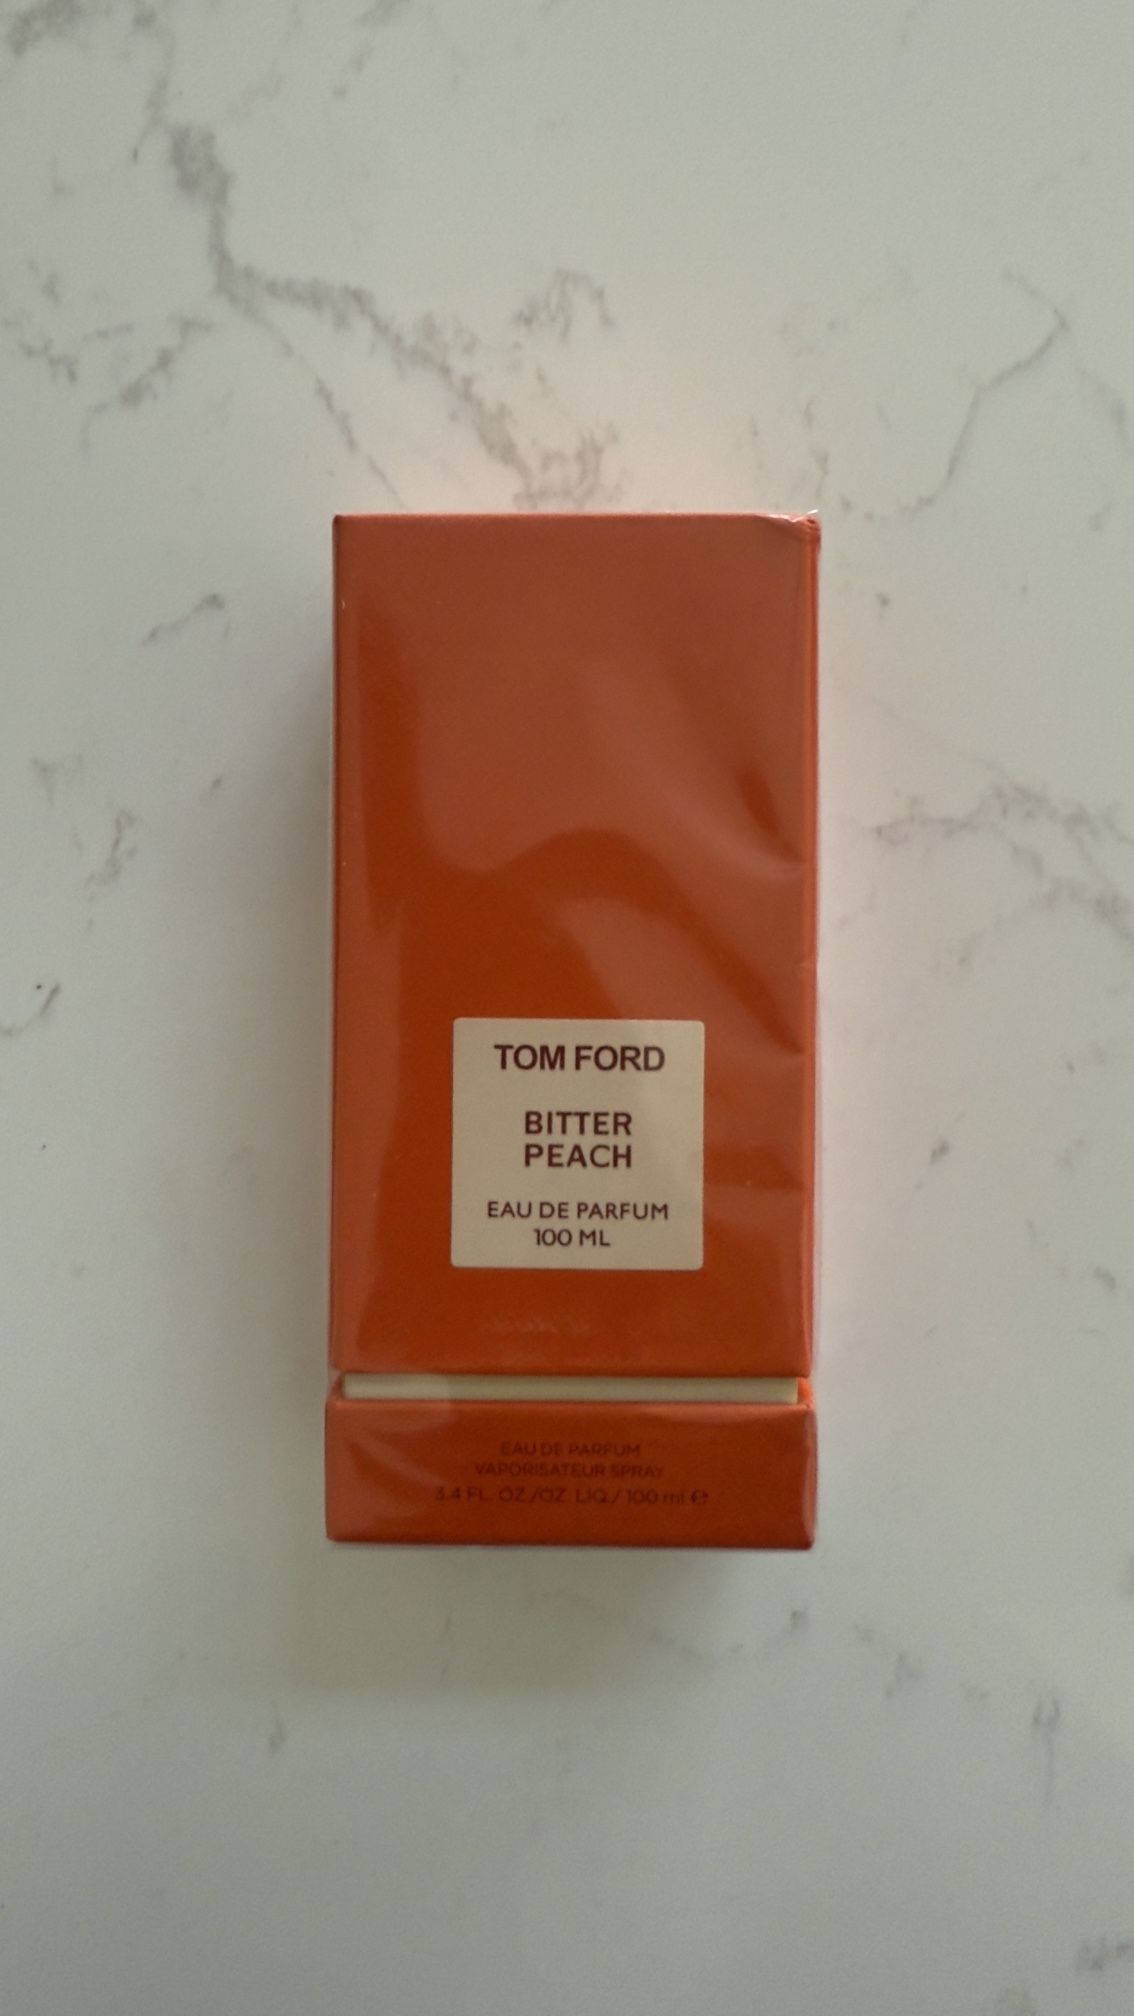 TOM FORD
BITTER
PEACH
EAU DE PARFUM
100 ML
EAU DE PARFUM
VAPORISATEUR SPRAY
3.4 FL. OZ./OZ. LIQ./ 100 ml ℮